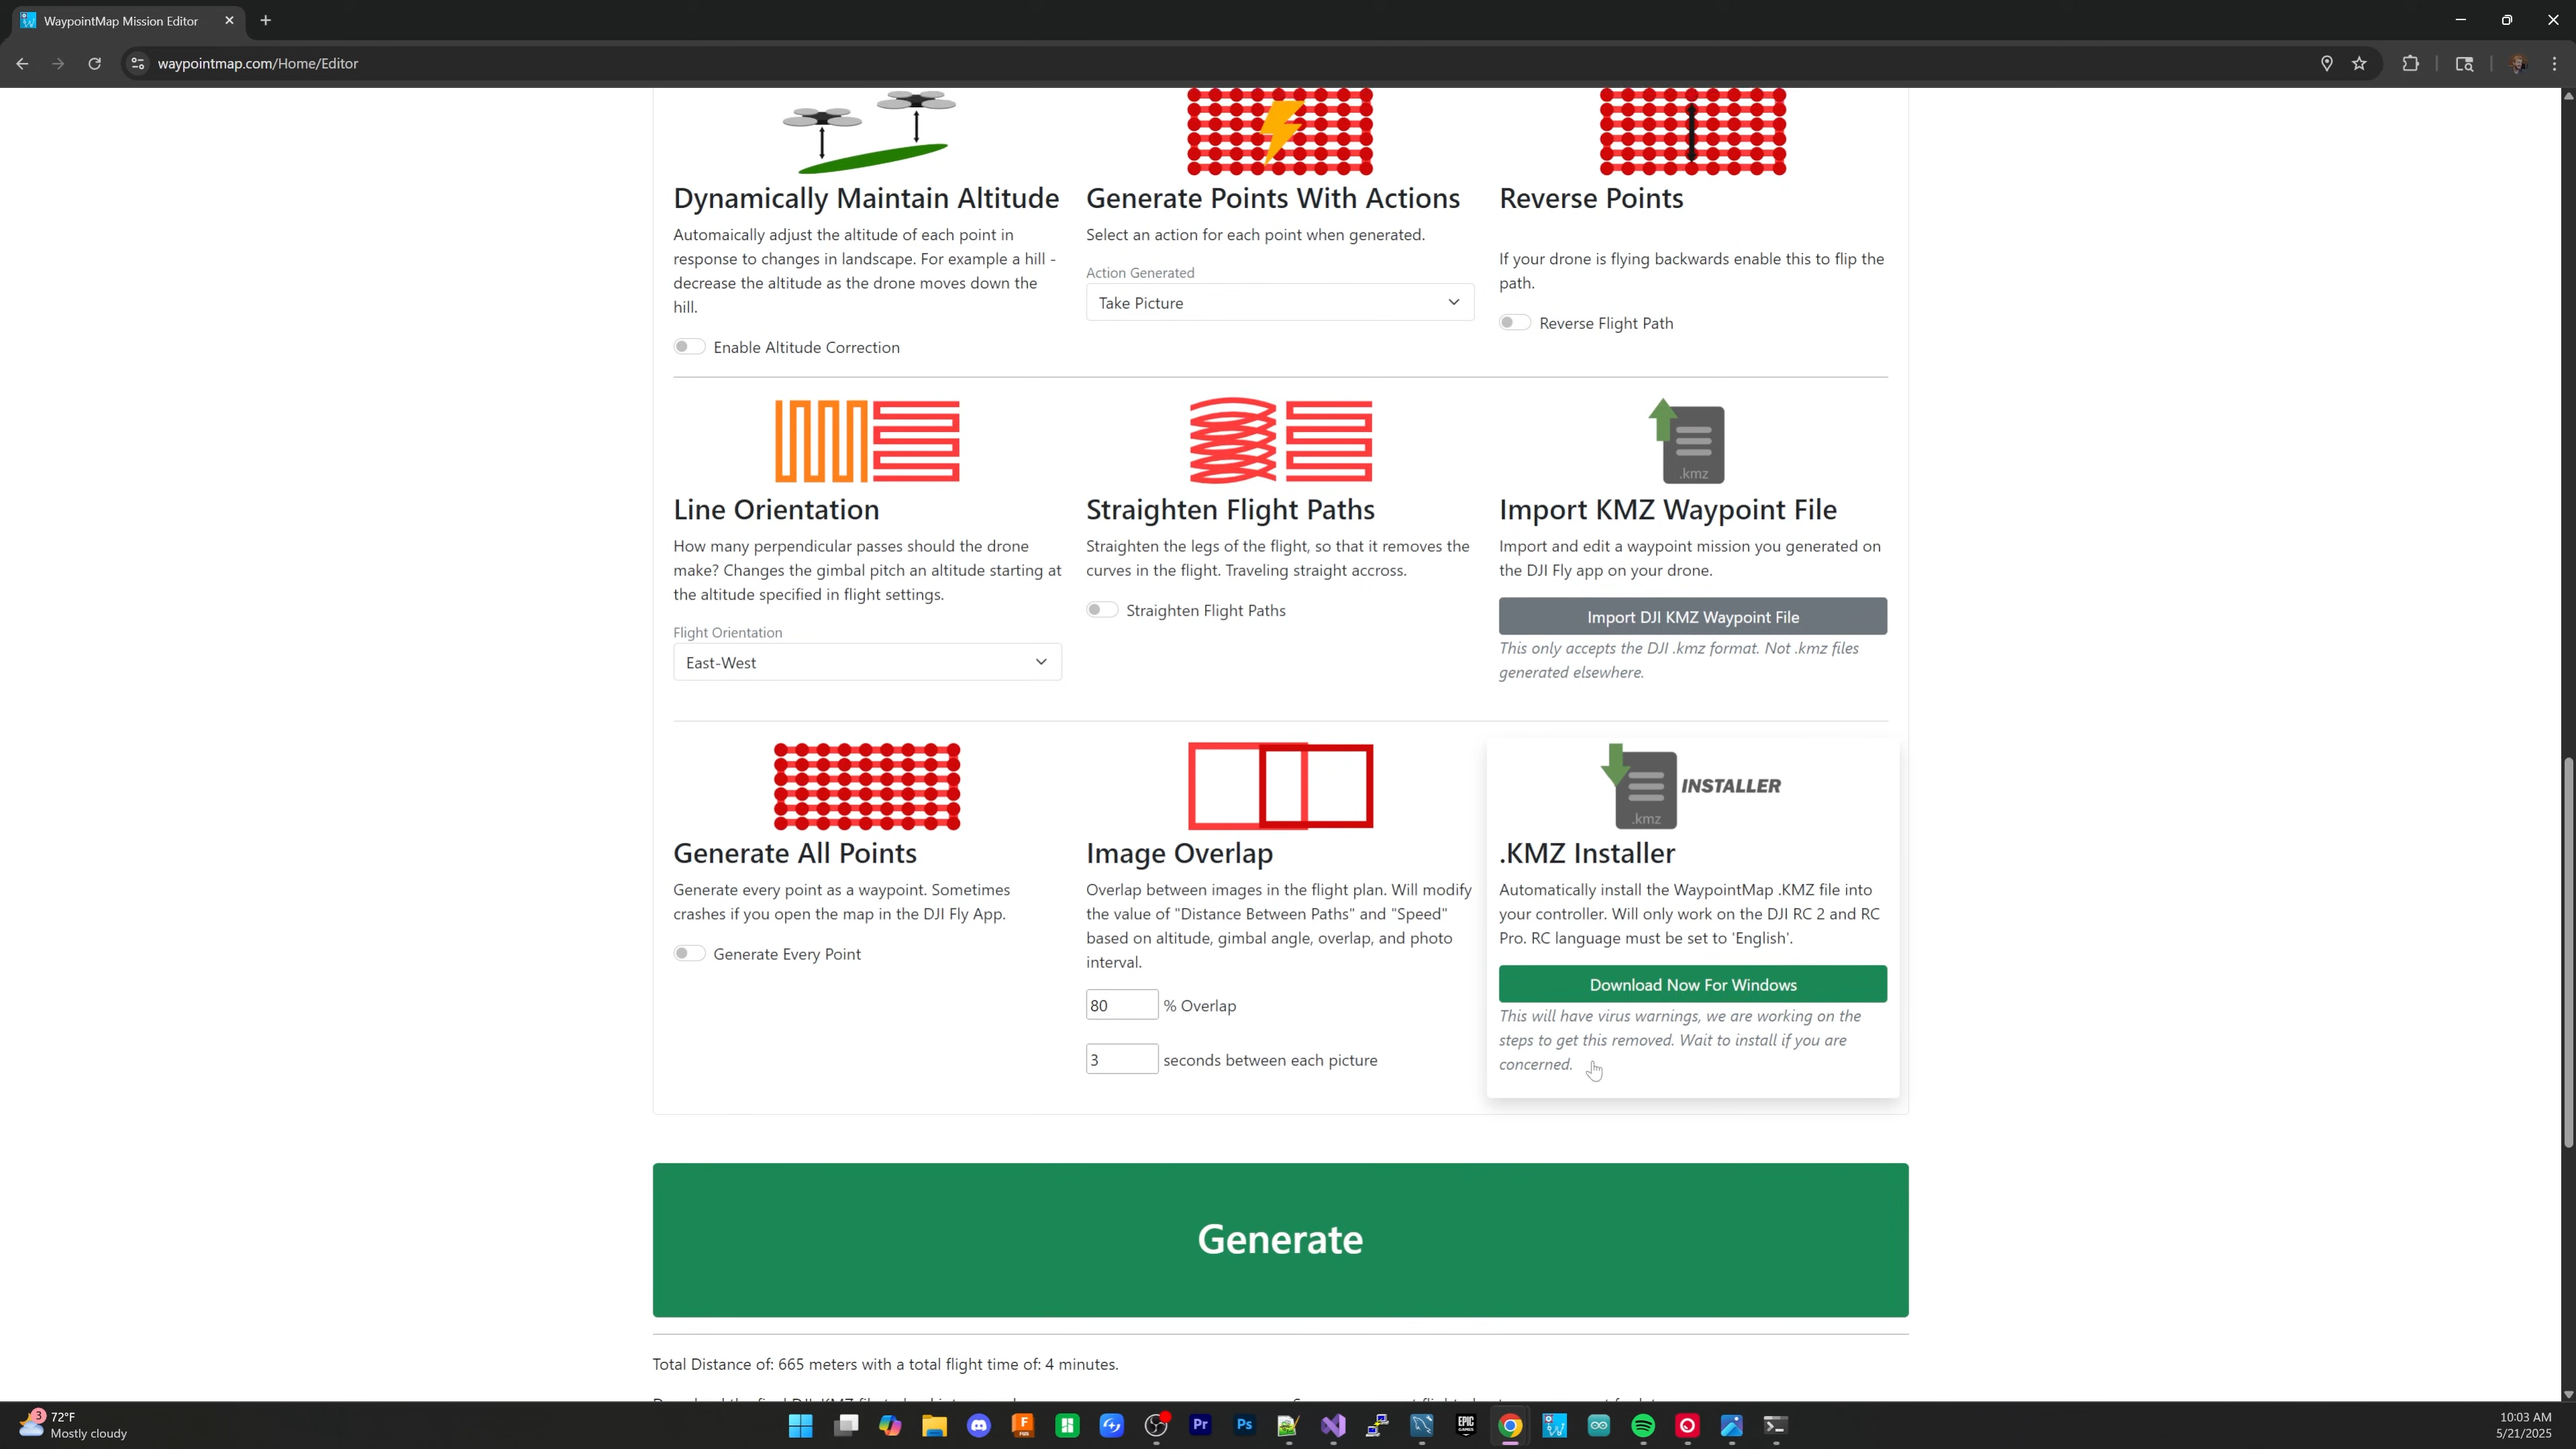 WaypointMap Mission Editor
waypointmap.com/Home/Editor
Dynamically Maintain Altitude
Automaically adjust the altitude of each point in
response to changes in landscape. For example a hill -
decrease the altitude as the drone moves down the
hill.
Enable Altitude Correction
Generate Points With Actions
Select an action for each point when generated.
Action Generated
Take Picture
Reverse Points
If your drone is flying backwards enable this to flip the
path.
Reverse Flight Path
Line Orientation
How many perpendicular passes should the drone
make? Changes the gimbal pitch an altitude starting at
the altitude specified in flight settings.
Flight Orientation
East-West
Straighten Flight Paths
Straighten the legs of the flight, so that it removes the
curves in the flight. Traveling straight accross.
Straighten Flight Paths
.kmz
Import KMZ Waypoint File
Import and edit a waypoint mission you generated on
the DJI Fly app on your drone.
Import DJI KMZ Waypoint File
This only accepts the DJI .kmz format. Not .kmz files
generated elsewhere.
Generate All Points
Generate every point as a waypoint. Sometimes
crashes if you open the map in the DJI Fly App.
Generate Every Point
Image Overlap
Overlap between images in the flight plan. Will modify
the value of "Distance Between Paths" and "Speed"
based on altitude, gimbal angle, overlap, and photo
interval.
80 % Overlap
3 seconds between each picture
INSTALLER
.kmz
.KMZ Installer
Automatically install the WaypointMap .KMZ file into
your controller. Will only work on the DJI RC 2 and RC
Pro. RC language must be set to 'English'.
Download Now For Windows
This will have virus warnings, we are working on the
steps to get this removed. Wait to install if you are
concerned.
Generate
Total Distance of: 665 meters with a total flight time of: 4 minutes.
3
72°F
Mostly cloudy
Pr
Ps
EPIC
GAMES
10:03 AM
5/21/2025